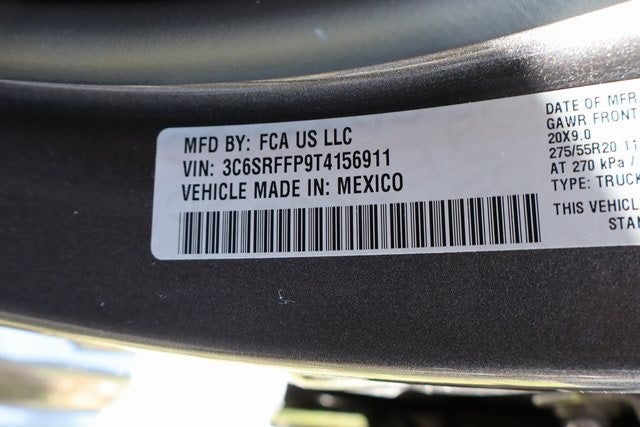 MFD BY: FCA US LLC
VIN: 3C6SRFFP9T4156911
VEHICLE MADE IN: MEXICO
DATE OF MFR
GAWR FRONT
20X9.0
275/55R20 11
AT 270 kPa /
TYPE: TRUCK
THIS VEHICL
STAN